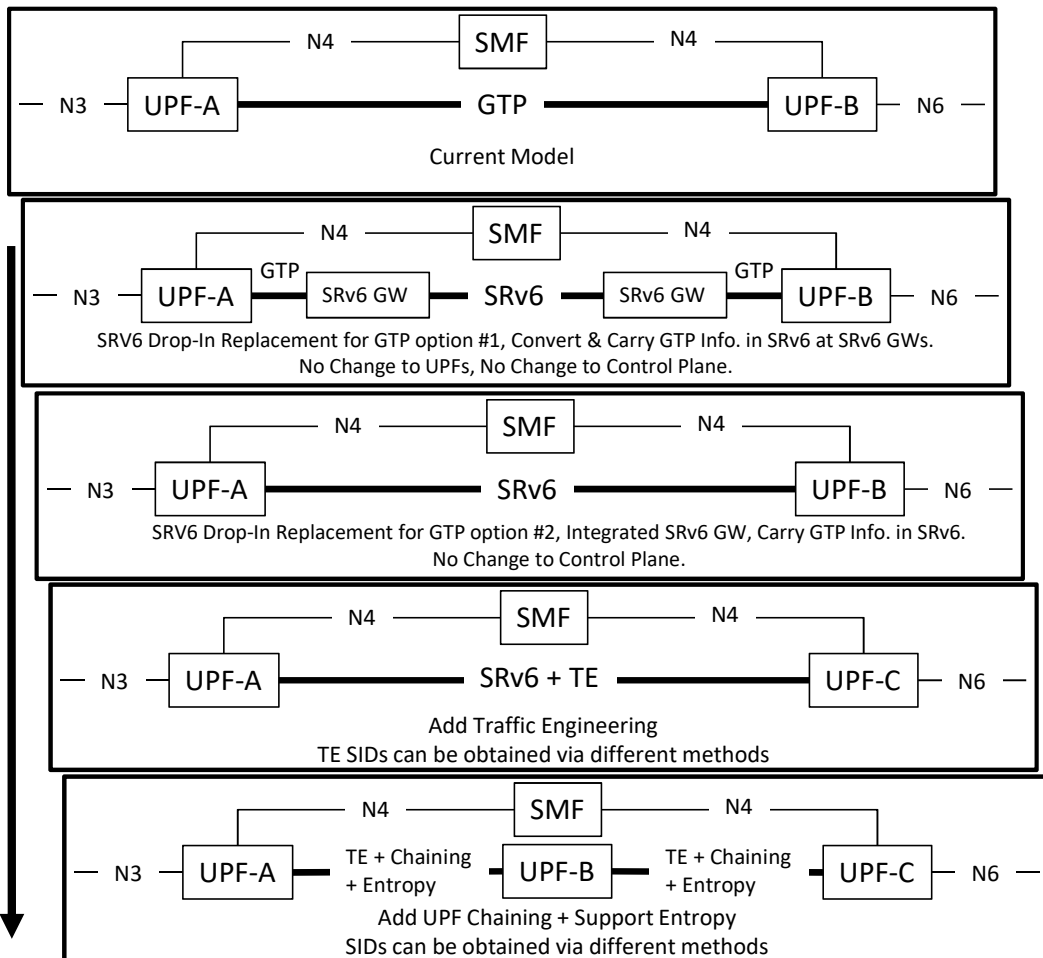 N4 SMF N4
N3 UPF-A GTP UPF-B N6
Current Model
N4 SMF N4
GTP GTP
N3 UPF-A SRv6 GW SRv6 SRv6 GW UPF-B N6
SRV6 Drop-In Replacement for GTP option #1, Convert & Carry GTP Info. in SRv6 at SRv6 GWs.
No Change to UPFs, No Change to Control Plane.
N4 SMF N4
N3 UPF-A SRv6 UPF-B N6
SRV6 Drop-In Replacement for GTP option #2, Integrated SRv6 GW, Carry GTP Info. in SRv6.
No Change to Control Plane.
N4 SMF N4
N3 UPF-A SRv6 + TE UPF-C N6
Add Traffic Engineering
TE SIDs can be obtained via different methods
N4 SMF N4
TE + Chaining TE + Chaining
N3 UPF-A UPF-B UPF-C N6
+ Entropy + Entropy
Add UPF Chaining + Support Entropy
SIDs can be obtained via different methods